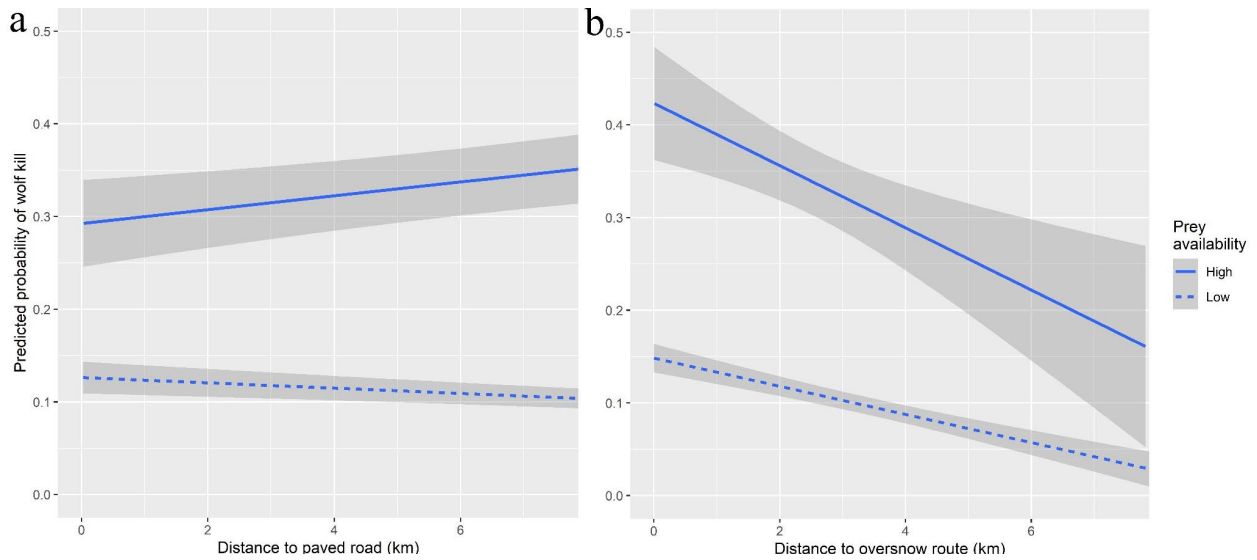 a
b
0.5
0.4
0.3
0.2
0.1
0.0
Predicted probability of wolf kill
0 2 4 6
Distance to paved road (km)
0.5
0.4
0.3
0.2
0.1
0.0
0 2 4 6
Distance to oversnow route (km)
Prey
availability
High
Low